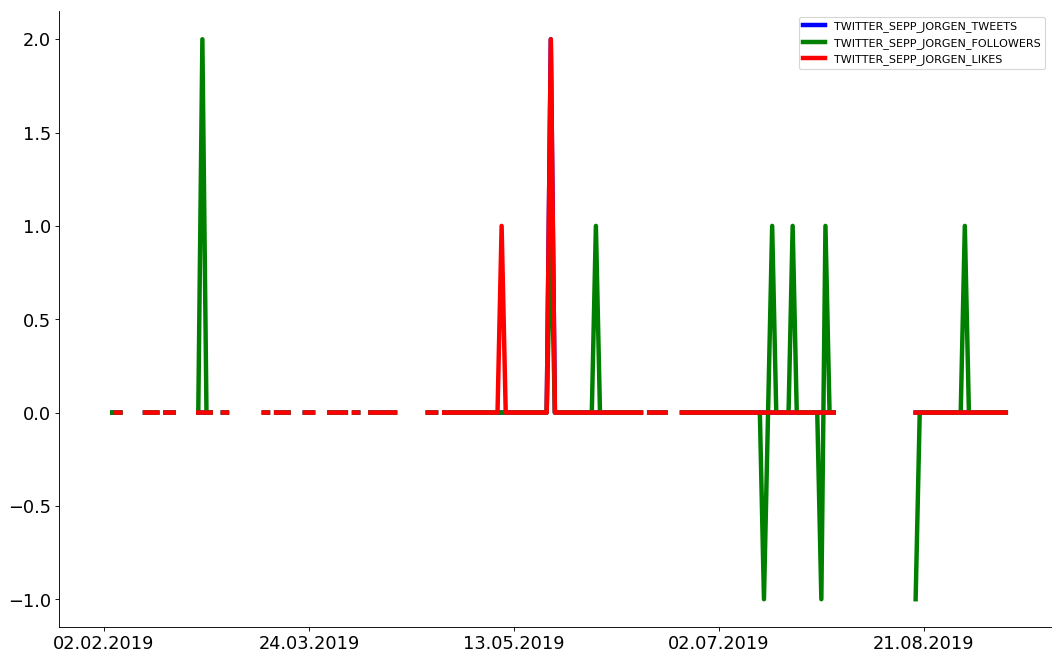 TWITTER_SEPP_JORGEN_TWEETS
TWITTER_SEPP_JORGEN_FOLLOWERS
TWITTER_SEPP_JORGEN_LIKES
2.0
1.5
1.0
0.5
0.0
−0.5
−1.0
02.02.2019 24.03.2019 13.05.2019 02.07.2019 21.08.2019